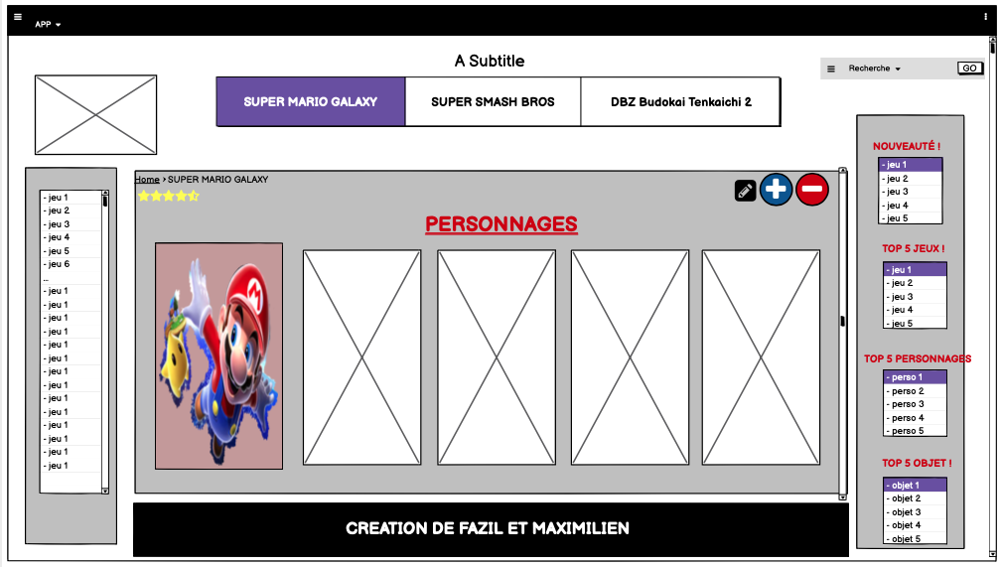 APP
A Subtitle
Recherche
GO
SUPER MARIO GALAXY
SUPER SMASH BROS
DBZ Budokai Tenkaichi 2
- jeu 1
- jeu 2
- jeu 3
- jeu 4
- jeu 5
- jeu 6
...
- jeu 1
- jeu 1
- jeu 1
- jeu 1
- jeu 1
- jeu 1
- jeu 1
- jeu 1
- jeu 1
- jeu 1
- jeu 1
- jeu 1
- jeu 1
- jeu 1
Home > SUPER MARIO GALAXY
PERSONNAGES
M
NOUVEAUTÉ !
- jeu 1
- jeu 2
- jeu 3
- jeu 4
- jeu 5
TOP 5 JEUX !
- jeu 1
- jeu 2
- jeu 3
- jeu 4
- jeu 5
TOP 5 PERSONNAGES
- perso 1
- perso 2
- perso 3
- perso 4
- perso 5
TOP 5 OBJET !
- objet 1
- objet 2
- objet 3
- objet 4
- objet 5
CREATION DE FAZIL ET MAXIMILIEN